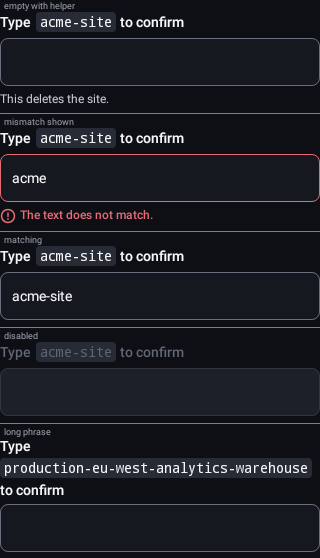 empty with helper
Type acme-site to confirm
This deletes the site.
mismatch shown
Type acme-site to confirm
acme
The text does not match.
matching
Type acme-site to confirm
acme-site
disabled
Type acme-site to confirm
long phrase
Type
production-eu-west-analytics-warehouse
to confirm